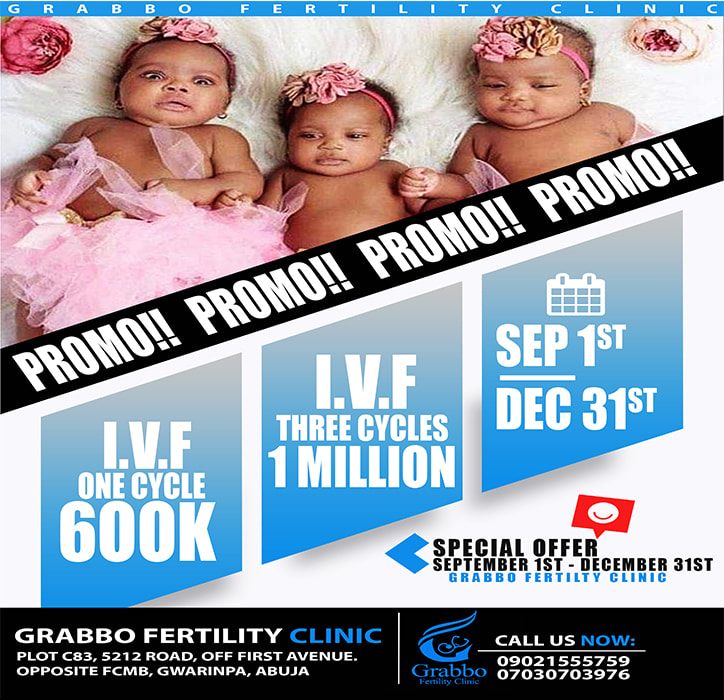 GRABBO FERTILITY CLINIC
PROMO!! PROMO!! PROMO!! PROMO!!
I.V.F
ONE CYCLE
600K
I.V.F
THREE CYCLES
1 MILLION
SEP 1ST
DEC 31ST
SPECIAL OFFER
SEPTEMBER 1ST - DECEMBER 31ST
GRABBO FERTILTY CLINIC
GRABBO FERTILITY CLINIC
PLOT C83, 5212 ROAD, OFF FIRST AVENUE.
OPPOSITE FCMB, GWARINPA, ABUJA
Grabbo
Fertility Clinic
CALL US NOW:
09021555759
07030703976